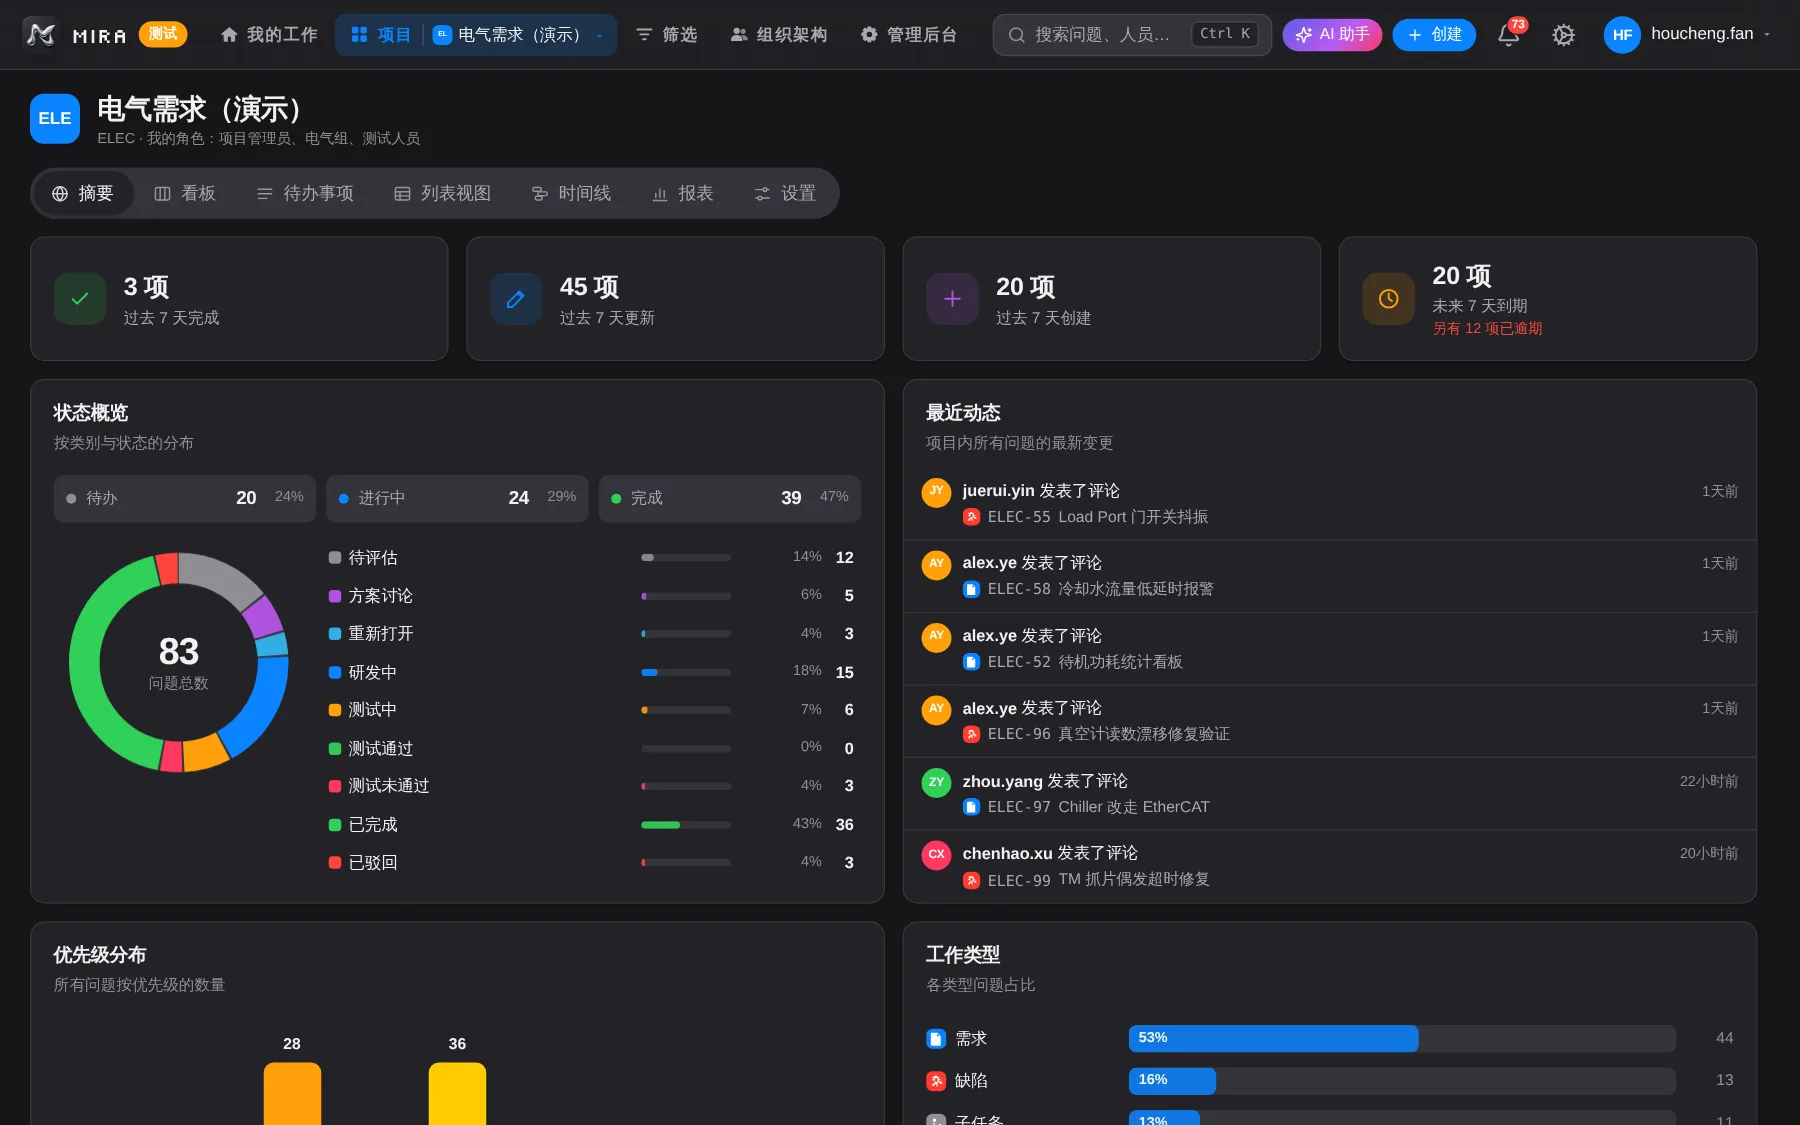 MIRA 测试 我的工作 项目 EL 电气需求（演示） 筛选 组织架构 管理后台 搜索问题、人员... Ctrl K AI 助手 创建 73 HF houcheng.fan
ELE 电气需求（演示）
ELEC · 我的角色：项目管理员、电气组、测试人员
摘要 看板 待办事项 列表视图 时间线 报表 设置
3 项
过去 7 天完成
45 项
过去 7 天更新
20 项
过去 7 天创建
20 项
未来 7 天到期
另有 12 项已逾期
状态概览
按类别与状态的分布
待办 20 24%
进行中 24 29%
完成 39 47%
83
问题总数
待评估 14% 12
方案讨论 6% 5
重新打开 4% 3
研发中 18% 15
测试中 7% 6
测试通过 0% 0
测试未通过 4% 3
已完成 43% 36
已驳回 4% 3
最近动态
项目内所有问题的最新变更
JY juerui.yin 发表了评论 1天前
ELEC-55 Load Port 门开关抖振
AY alex.ye 发表了评论 1天前
ELEC-58 冷却水流量低延时报警
AY alex.ye 发表了评论 1天前
ELEC-52 待机功耗统计看板
AY alex.ye 发表了评论 1天前
ELEC-96 真空计读数漂移修复验证
ZY zhou.yang 发表了评论 22小时前
ELEC-97 Chiller 改走 EtherCAT
CX chenhao.xu 发表了评论 20小时前
ELEC-99 TM 抓片偶发超时修复
优先级分布
所有问题按优先级的数量
28 36
工作类型
各类型问题占比
需求 53% 44
缺陷 16% 13
子任务 13% 11